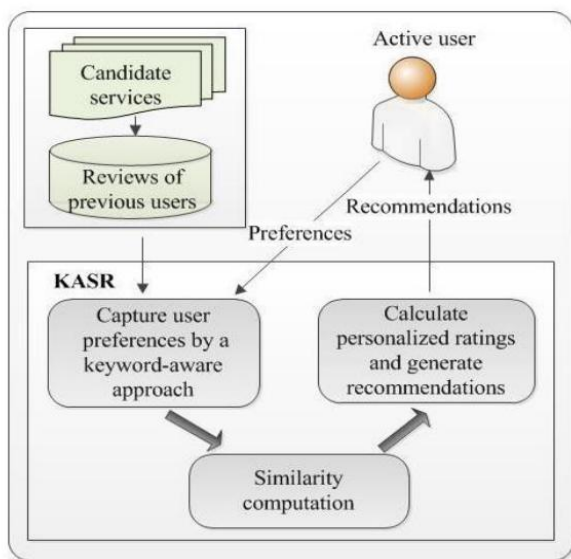 Active user
Candidate
services
Reviews of
previous users
Recommendations
Preferences
KASR
Capture user
preferences by a
keyword-aware
approach
Calculate
personalized ratings
and generate
recommendations
Similarity
computation